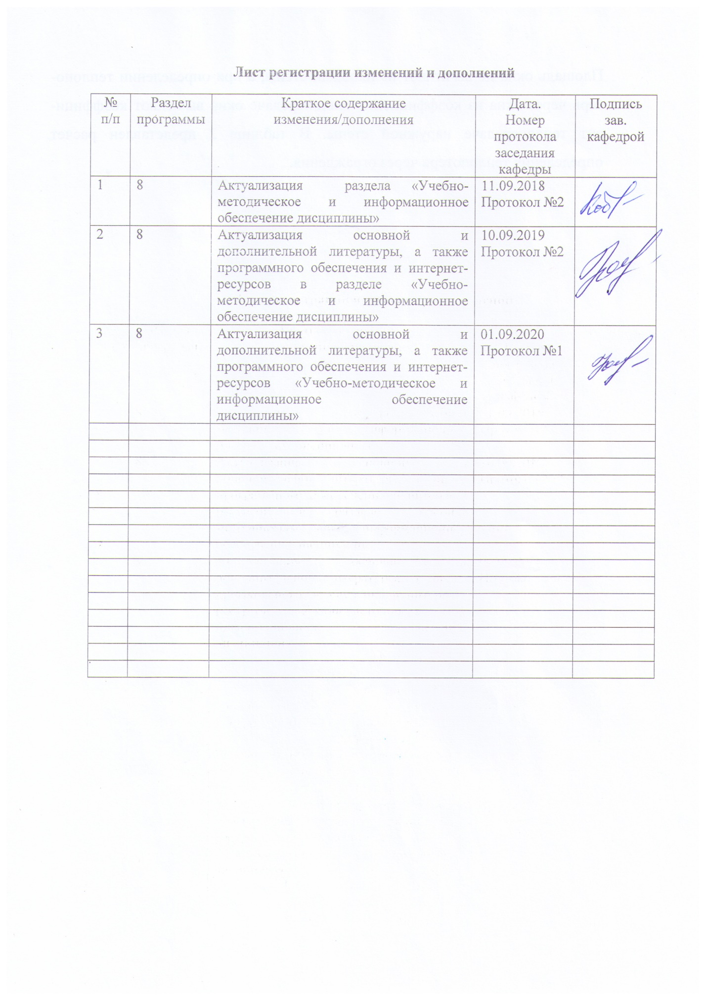 Лист регистрации изменений и дополнений
№ п/п
Раздел программы
Краткое содержание изменения/дополнения
Дата. Номер протокола заседания кафедры
Подпись зав. кафедрой
1
8
Актуализация раздела «Учебно-
методическое и информационное
обеспечение дисциплины»
11.09.2018
Протокол №2
2
8
Актуализация основной и
дополнительной литературы, а также
программного обеспечения и интернет-
ресурсов в разделе «Учебно-
методическое и информационное
обеспечение дисциплины»
10.09.2019
Протокол №2
3
8
Актуализация основной и
дополнительной литературы, а также
программного обеспечения и интернет-
ресурсов «Учебно-методическое и
информационное обеспечение
дисциплины»
01.09.2020
Протокол №1